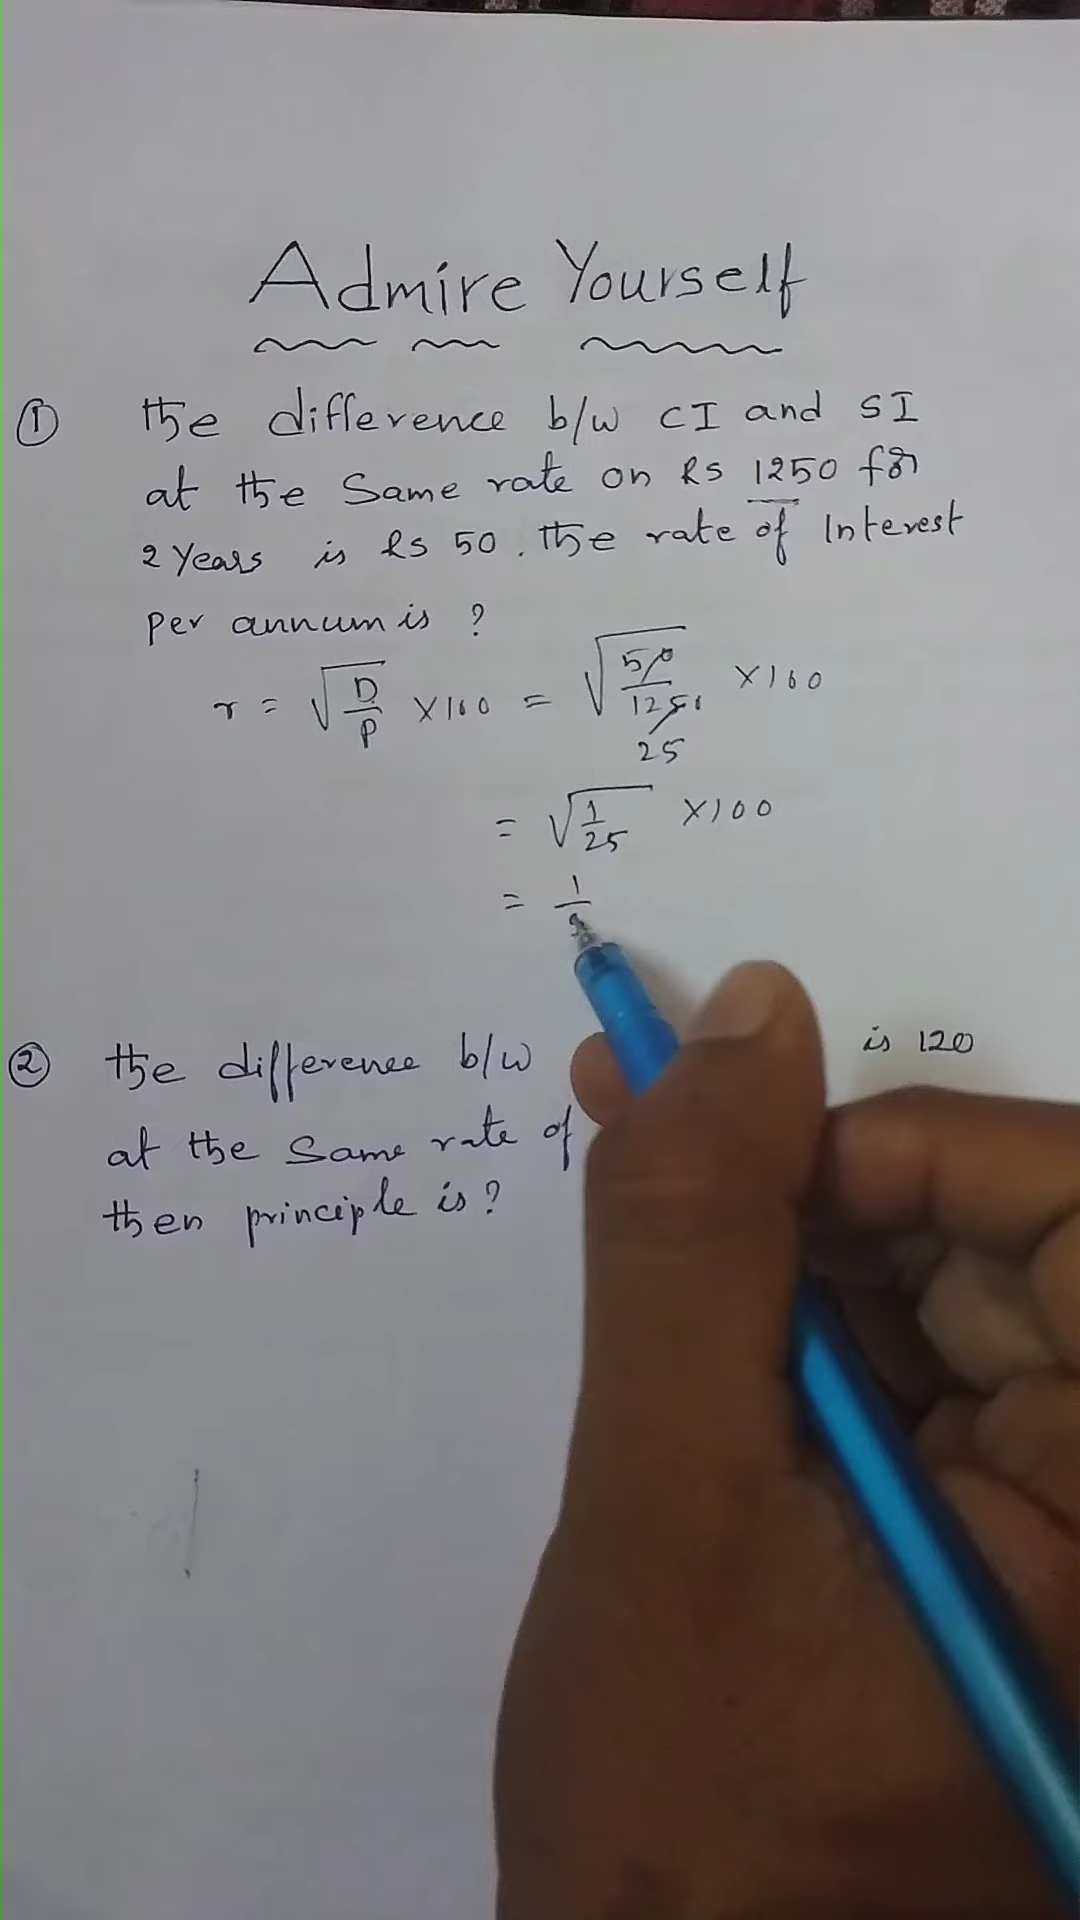 Admire Yourself
① The difference b/w CI and SI
at the Same rate on Rs 1250 for
2 Years is Rs 50. The rate of Interest
per annum is ?
r = √D/P ×100 = √50/1250 ×100
25
= √1/25 ×100
= 1/
② The difference b/w is 120
at the Same rate of
then principle is?